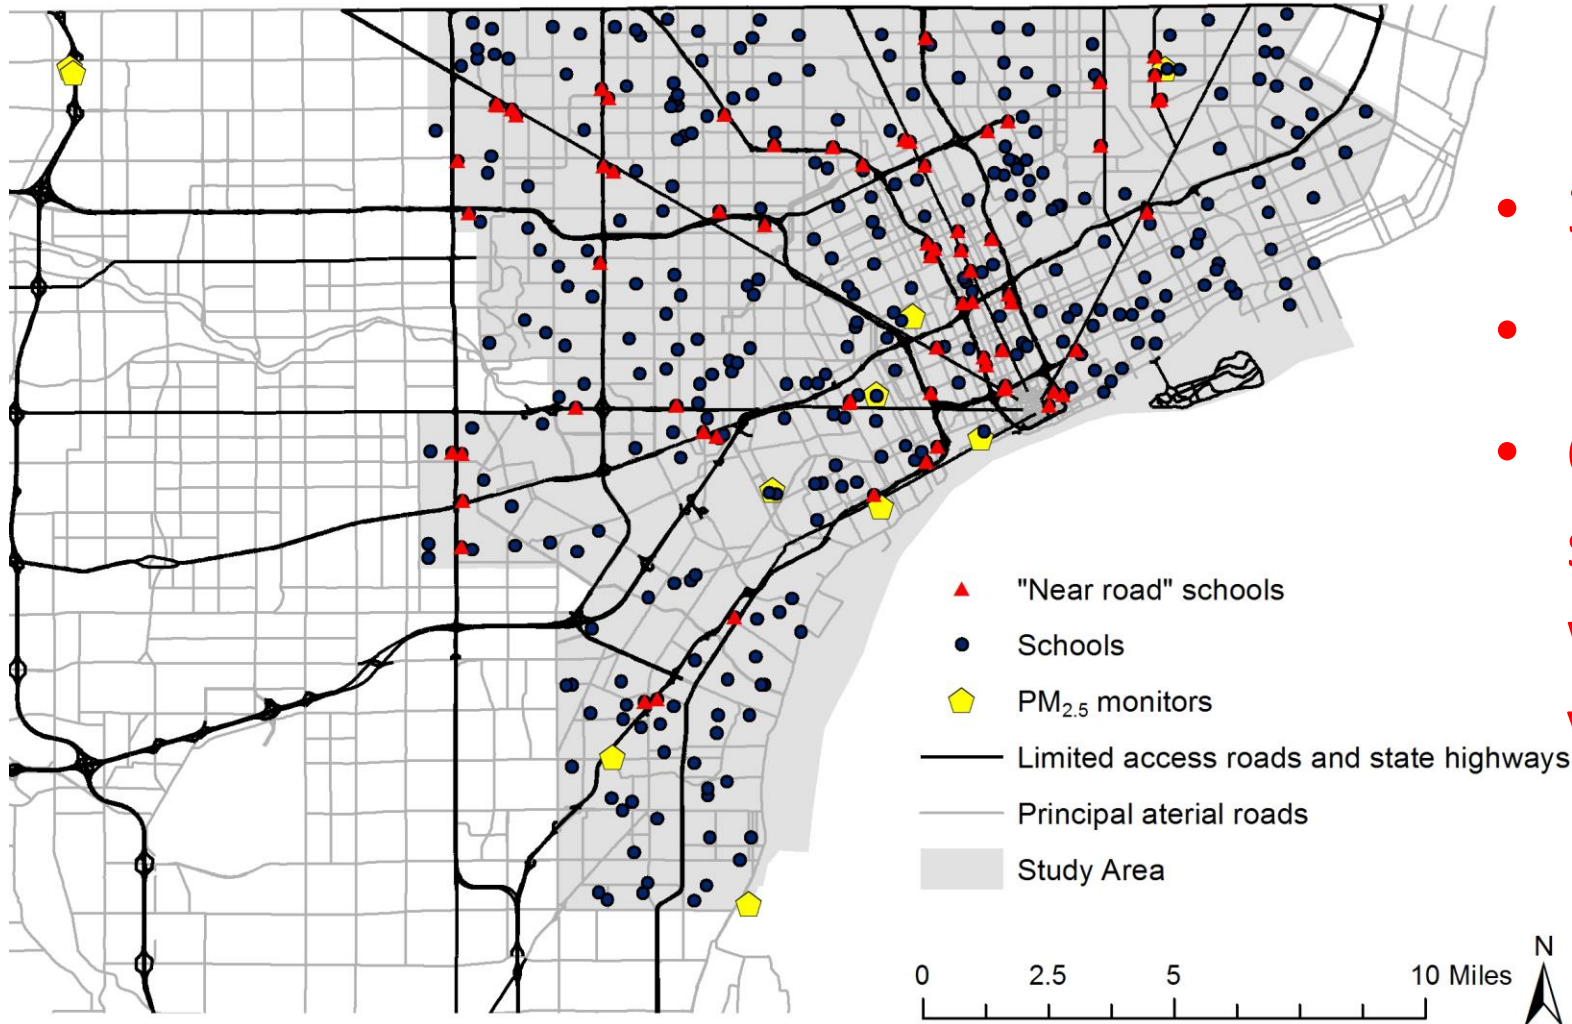 "Near road" schools
Schools
PM2.5 monitors
Limited access roads and state highways
Principal aterial roads
Study Area
0 2.5 5 10 Miles
N